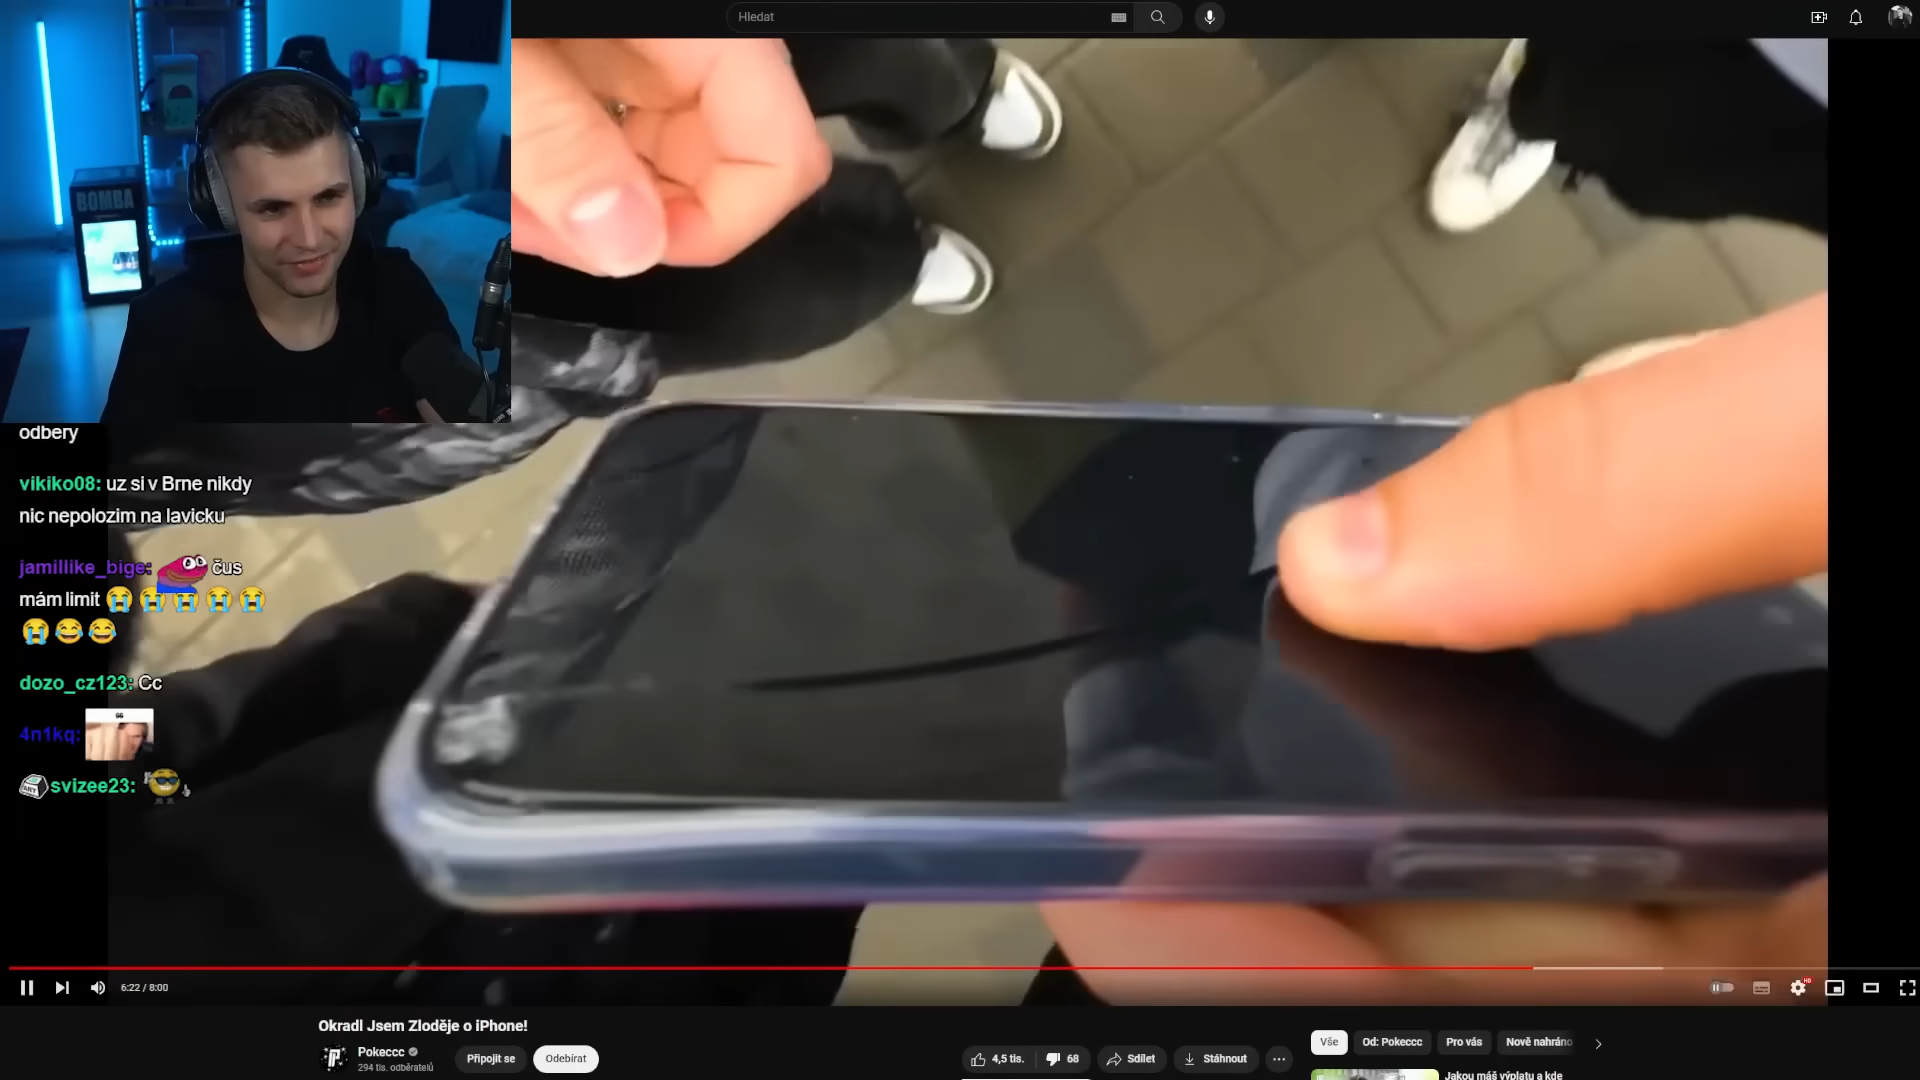 Hledat
BOMBA
odbery
vikiko08: uz si v Brne nikdy
nic nepolozim na lavicku
jamillike_bige: čus
mám limit 😭😭😭😭😭
😭😂😂
dozo_cz123: Cc
4n1kq:
svizee23:
6:22 / 8:00
HD
Okradl Jsem Zloděje o iPhone!
Pokeccc
294 tis. odběratelů
Připojit se
Odebírat
4,5 tis.
68
Sdílet
Stáhnout
Vše
Od: Pokeccc
Pro vás
Nově nahráno
Jakou máš výplatu a kde